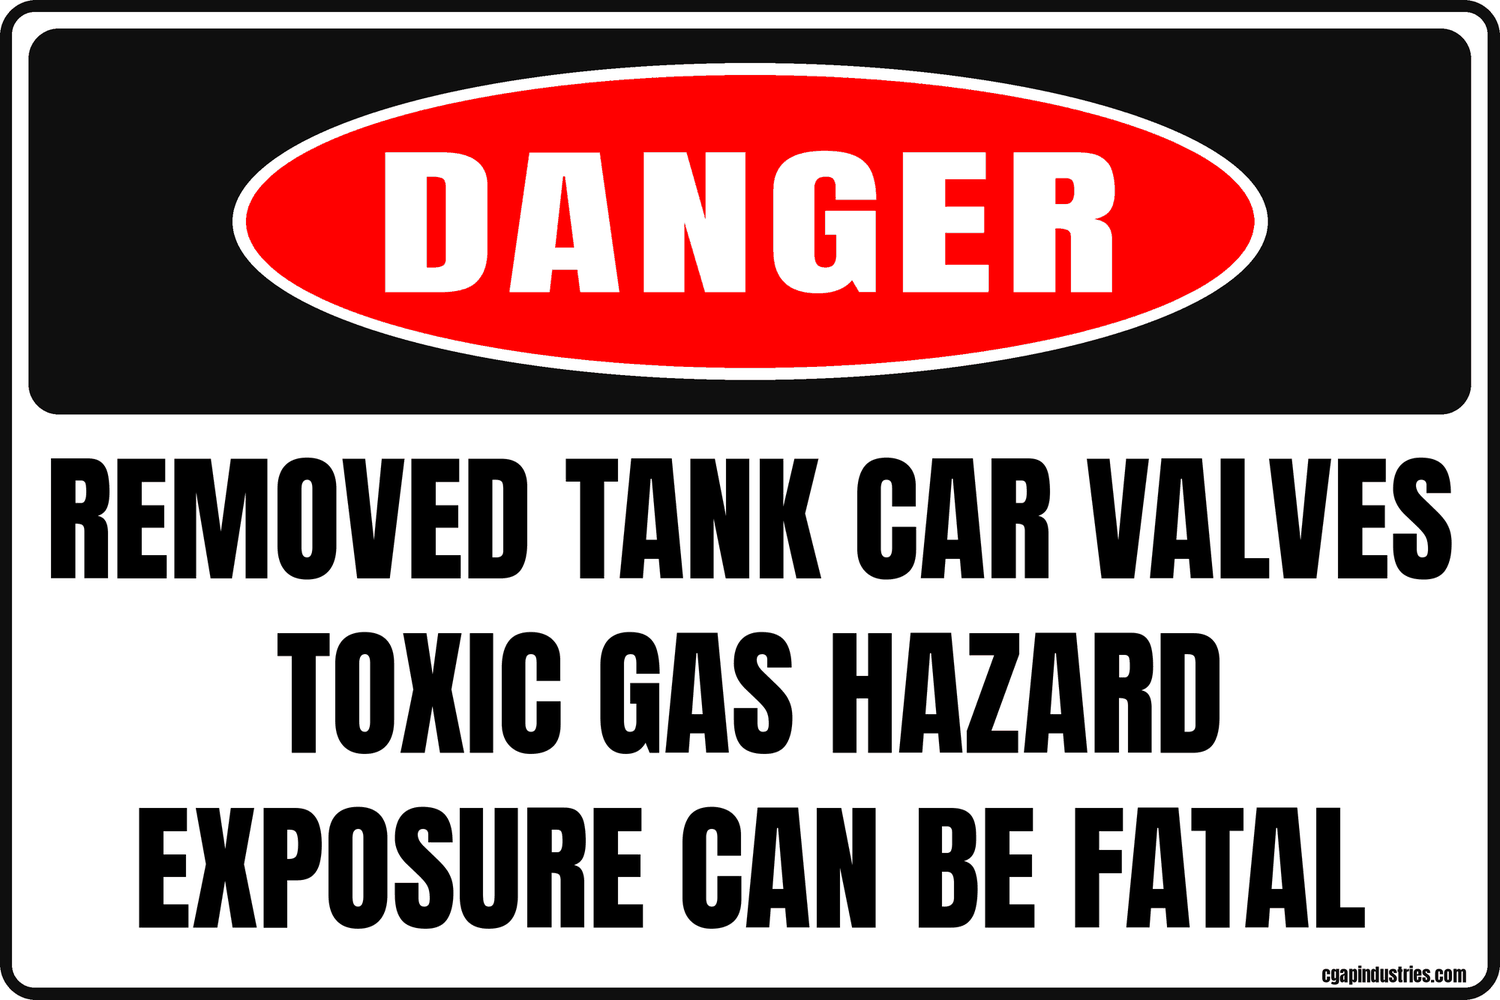 DANGER
REMOVED TANK CAR VALVES
TOXIC GAS HAZARD
EXPOSURE CAN BE FATAL
cgapindustries.com